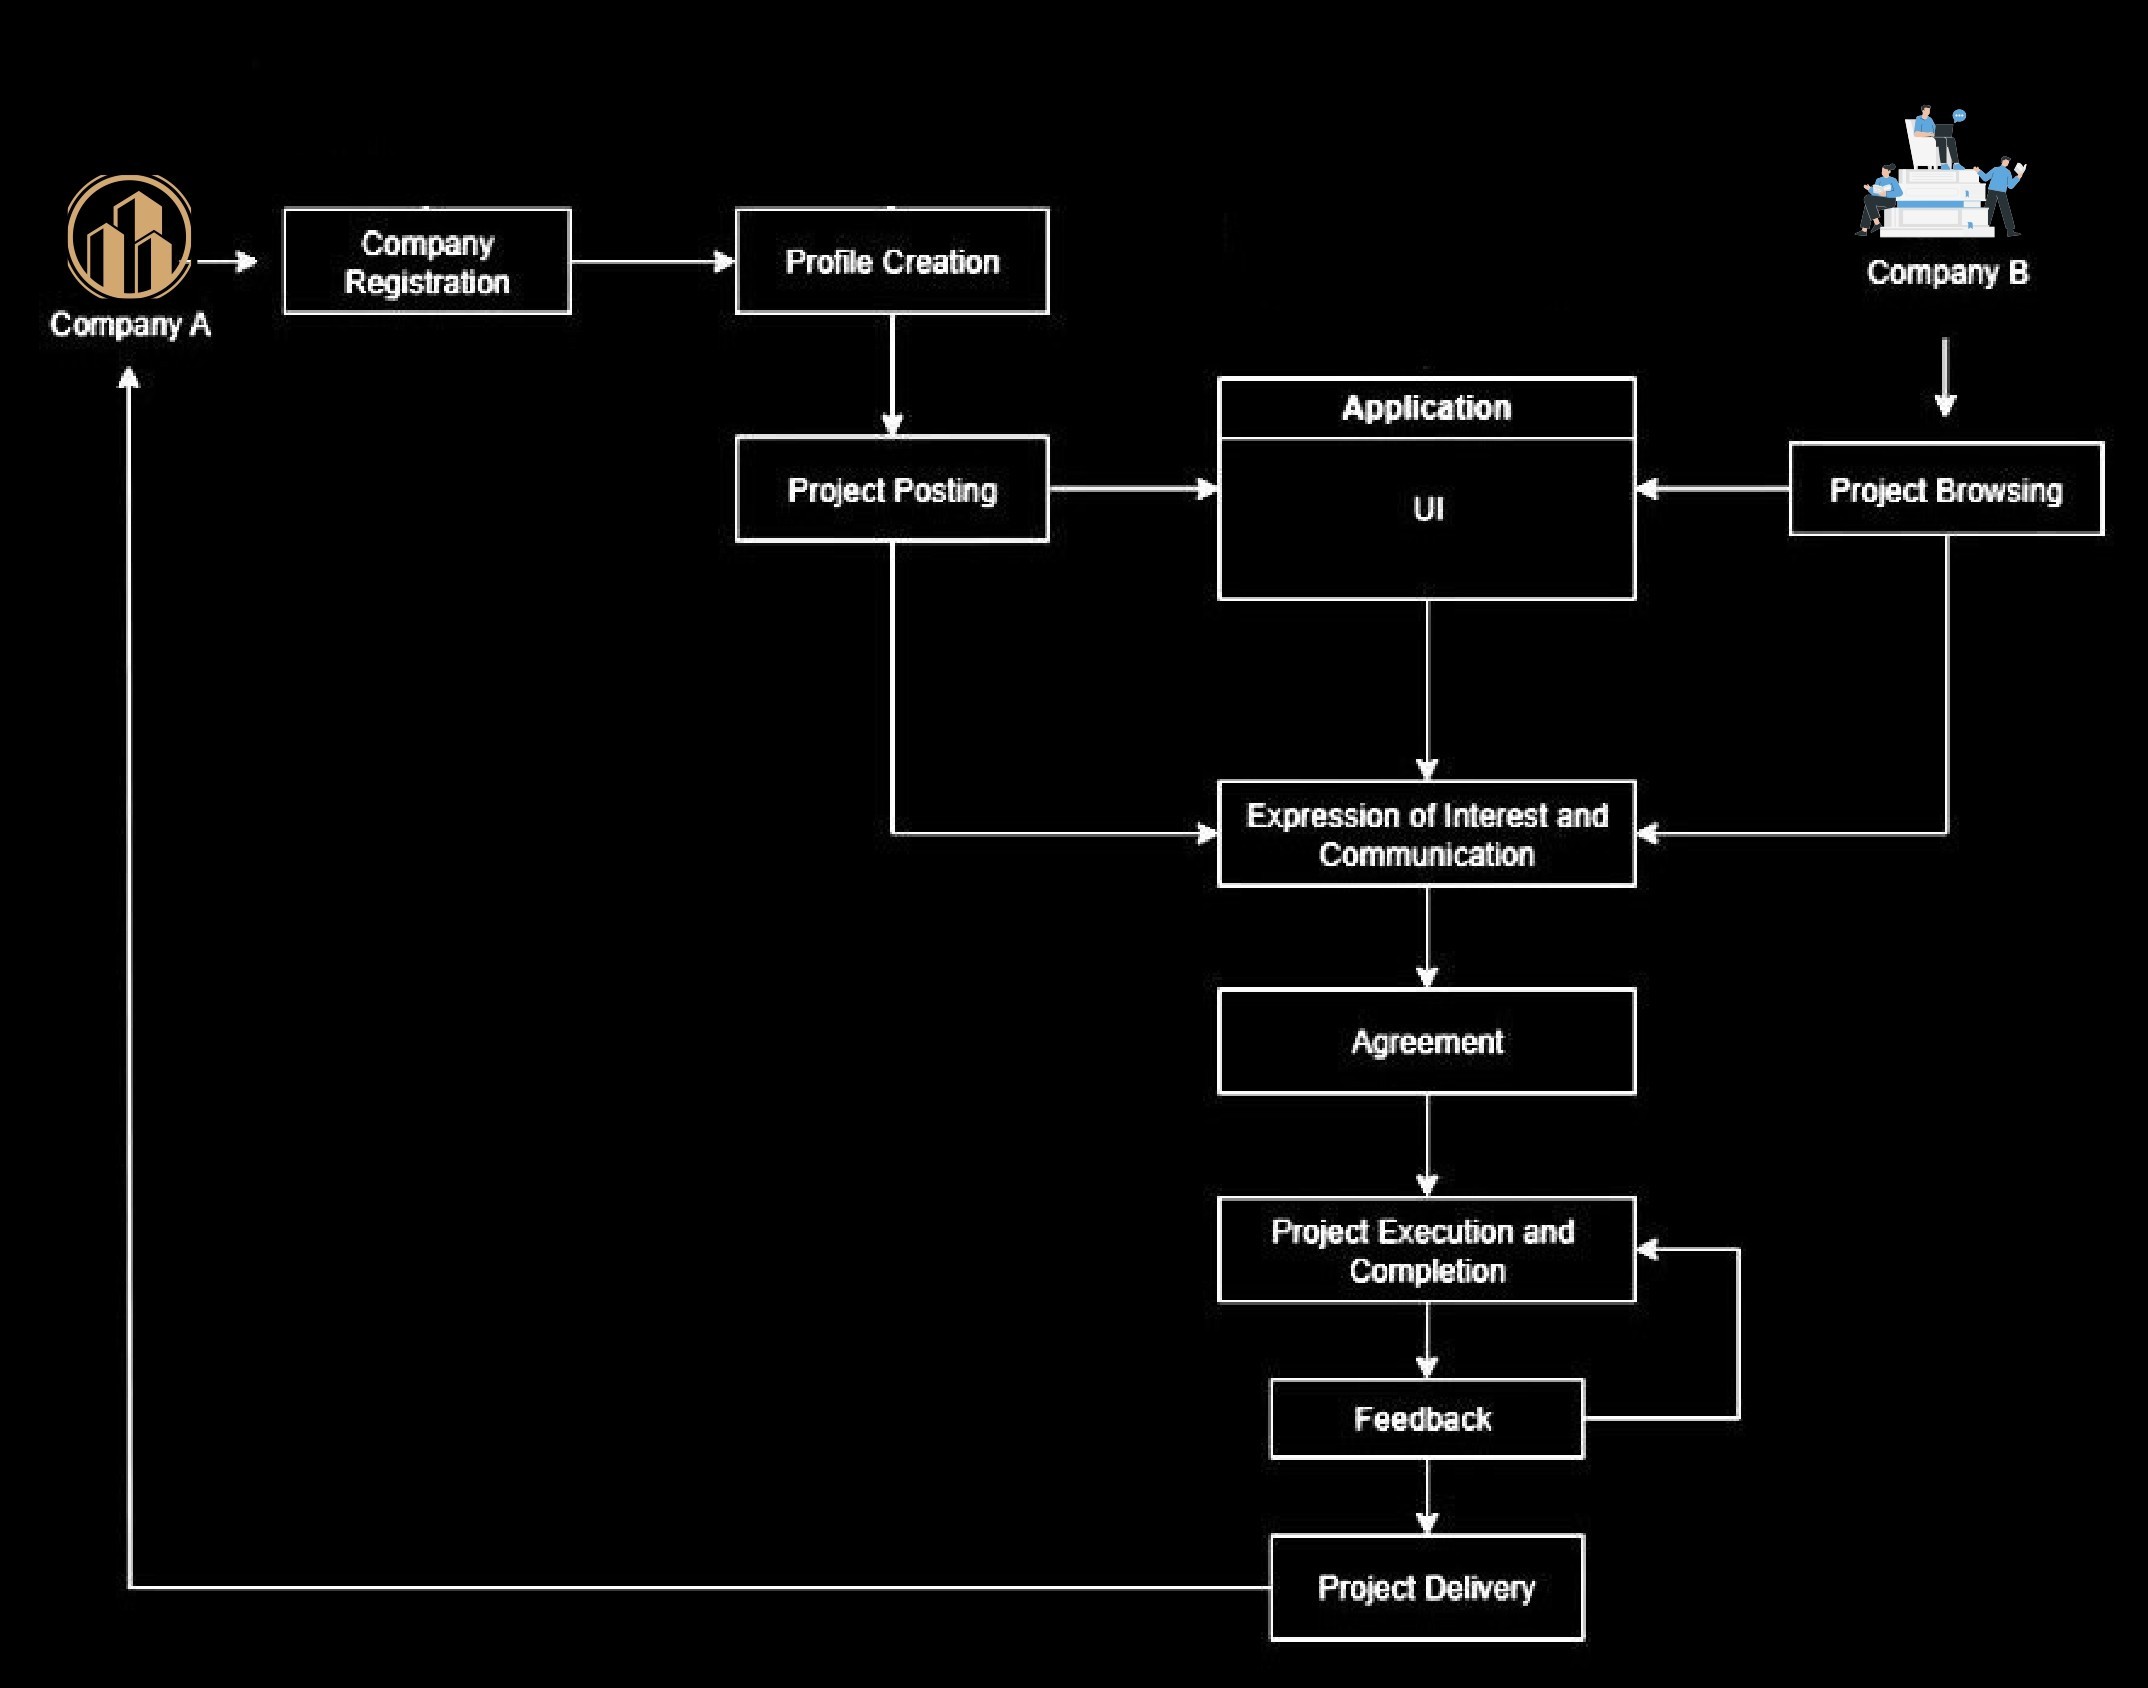 Company A
Company
Registration
Profile Creation
Company B
Project Posting
Application
UI
Project Browsing
Expression of Interest and
Communication
Agreement
Project Execution and
Completion
Feedback
Project Delivery